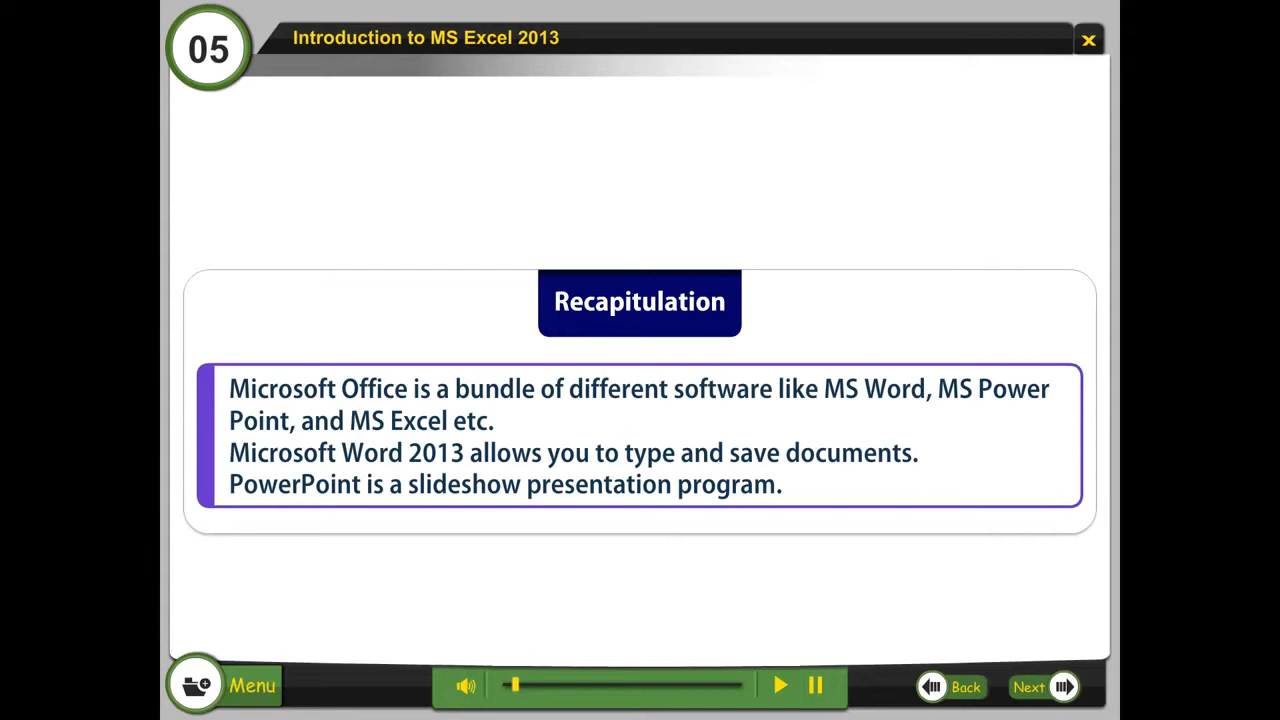 05
Introduction to MS Excel 2013
X
Recapitulation
Microsoft Office is a bundle of different software like MS Word, MS Power
Point, and MS Excel etc.
Microsoft Word 2013 allows you to type and save documents.
PowerPoint is a slideshow presentation program.
Menu
Back
Next